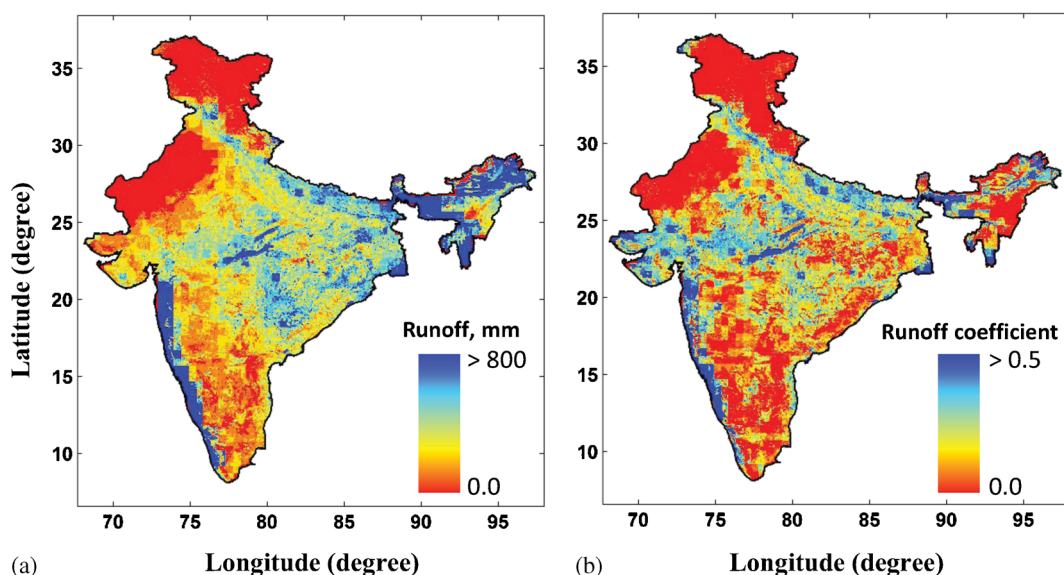 35
30
25
20
15
10
Latitude (degree)
Runoff, mm
> 800
0.0
70 75 80 85 90 95
(a) Longitude (degree)
35
30
25
20
15
10
Runoff coefficient
> 0.5
0.0
70 75 80 85 90 95
(b) Longitude (degree)